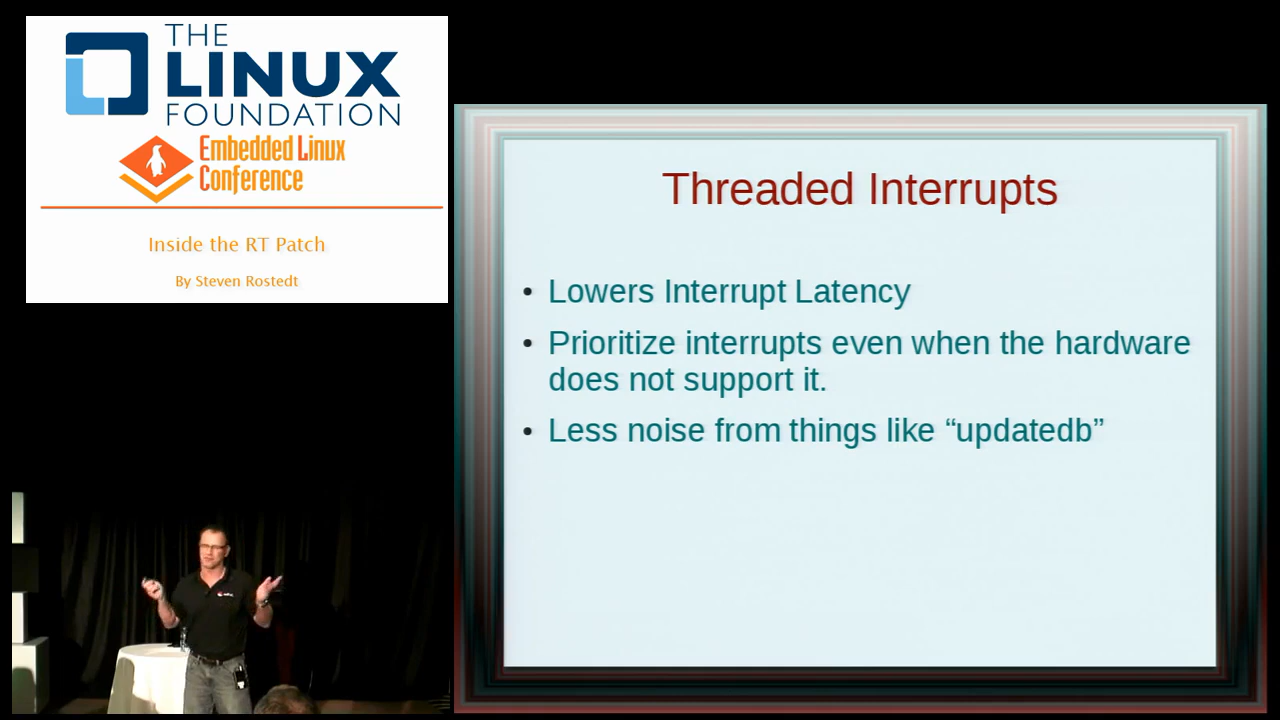 THE
LINUX
FOUNDATION
Embedded Linux
Conference
Inside the RT Patch
By Steven Rostedt
Threaded Interrupts
• Lowers Interrupt Latency
• Prioritize interrupts even when the hardware
does not support it.
• Less noise from things like “updatedb”